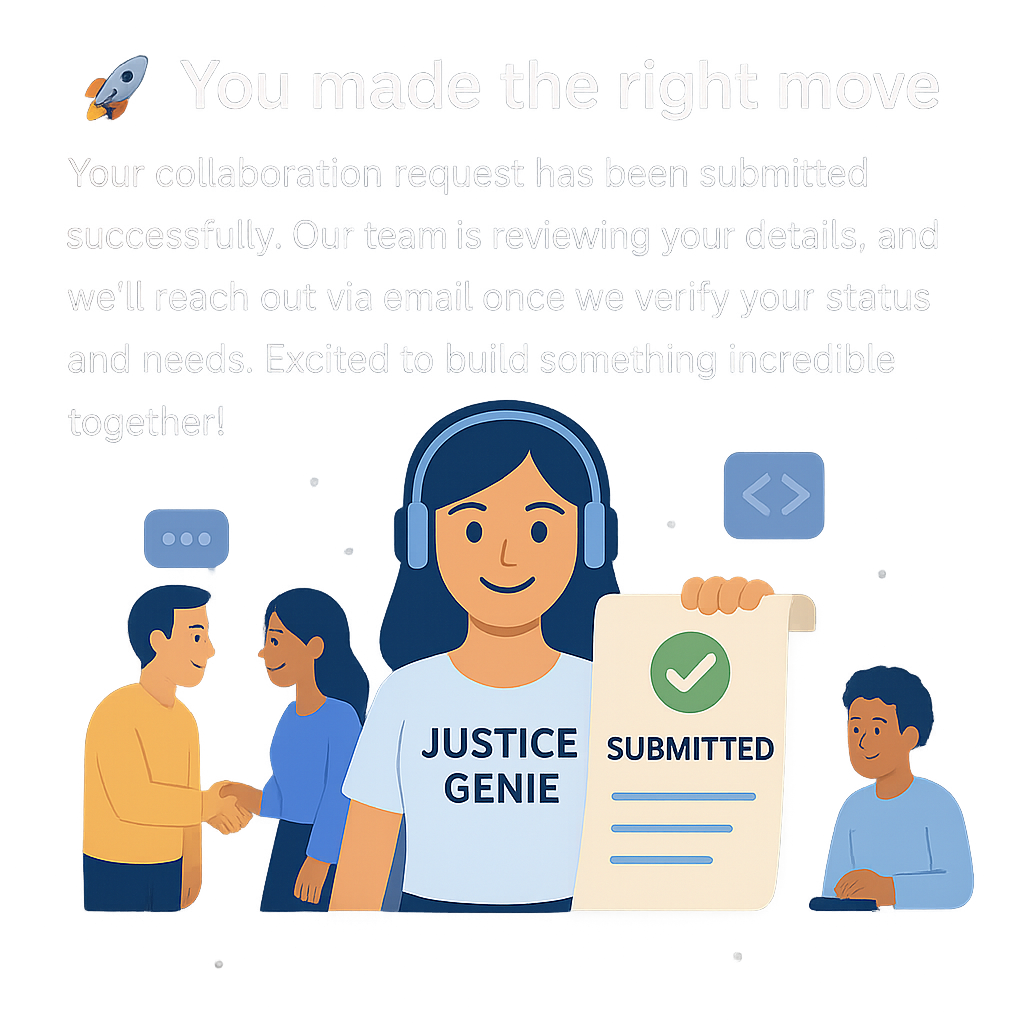 🚀 You made the right move
Your collaboration request has been submitted
successfully. Our team is reviewing your details, and
we'll reach out via email once we verify your status
and needs. Excited to build something incredible
together!
<>
JUSTICE
GENIE
SUBMITTED